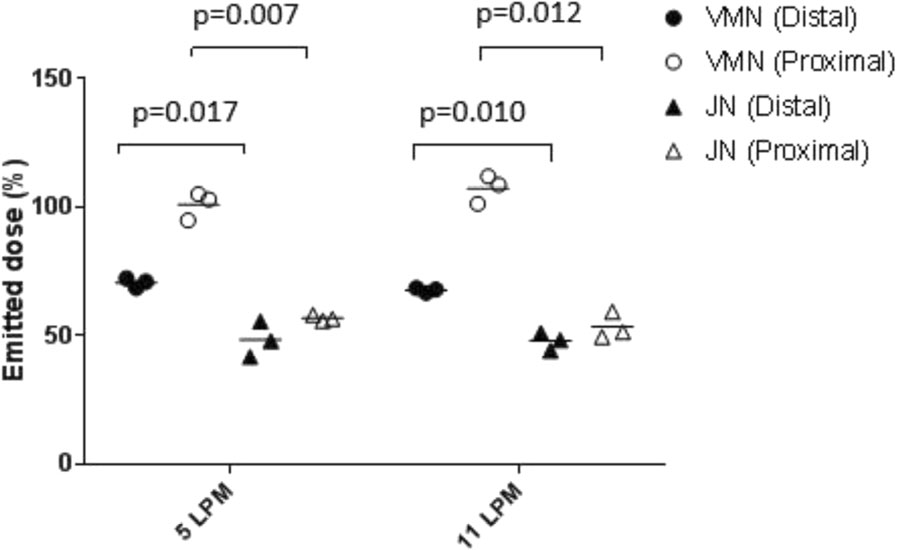 p=0.007
p=0.012
VMN (Distal)
VMN (Proximal)
JN (Distal)
JN (Proximal)
150
p=0.017
p=0.010
100
50
0
Emitted dose (%)
5 LPM
11 LPM